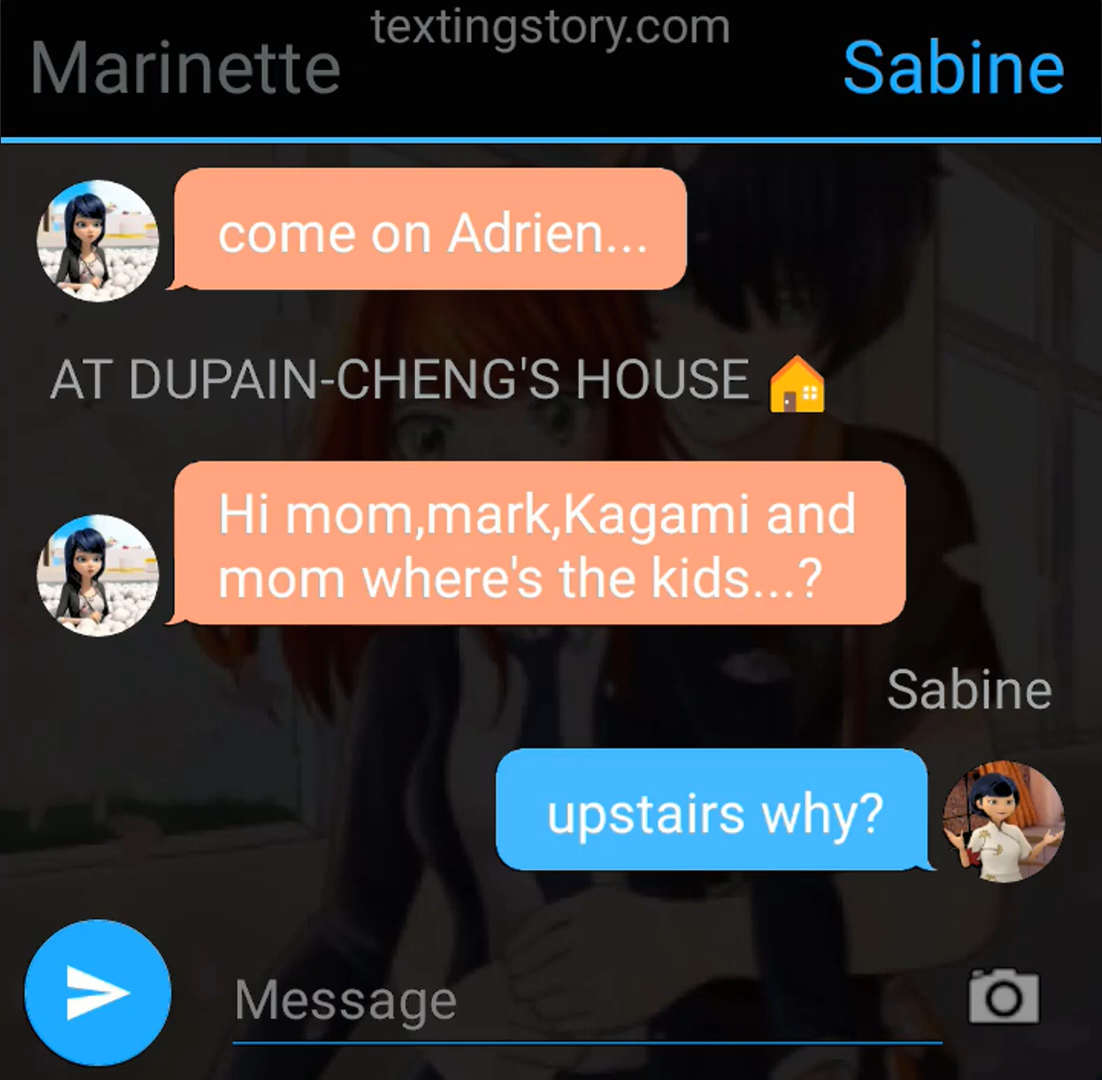 textingstory.com
Marinette
Sabine
come on Adrien...
AT DUPAIN-CHENG'S HOUSE 🏠
Hi mom,mark,Kagami and
mom where's the kids...?
Sabine
upstairs why?
Message